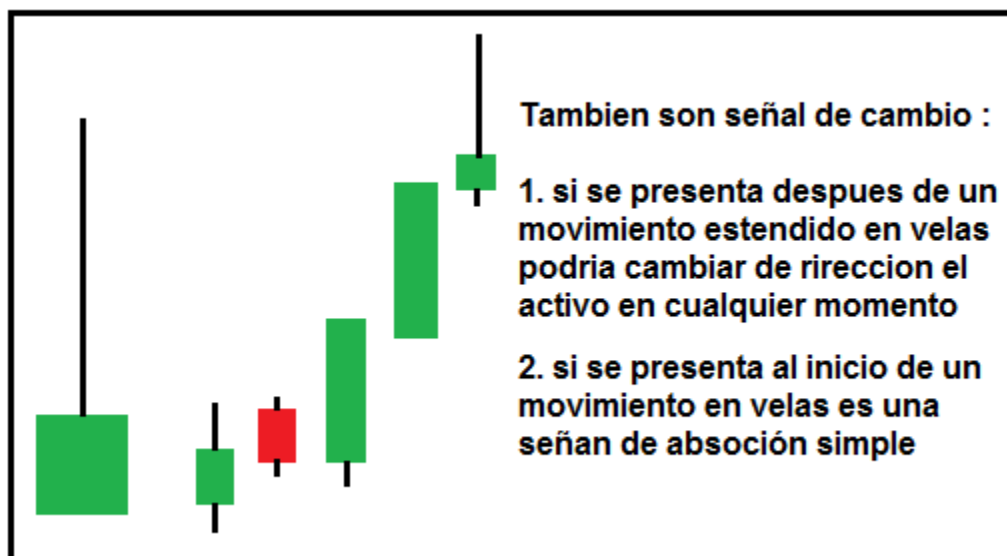 Tambien son señal de cambio :
1. si se presenta despues de un
movimiento estendido en velas
podria cambiar de rireccion el
activo en cualquier momento
2. si se presenta al inicio de un
movimiento en velas es una
señan de absoción simple